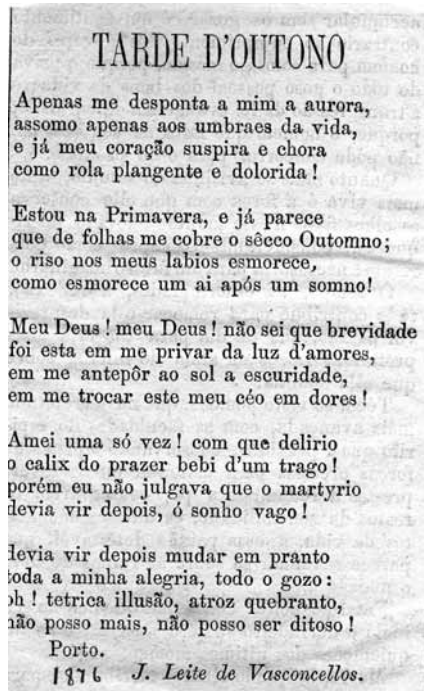 TARDE D'OUTONO
Apenas me desponta a mim a aurora,
assomo apenas aos umbraes da vida,
e já meu coração suspira e chora
como rola plangente e dolorida!
Estou na Primavera, e já parece
que de folhas me cobre o sêcco Outomno;
o riso nos meus labios esmorece,
como esmorece um ai após um somno!
Meu Deus! meu Deus! não sei que brevidade
foi esta em me privar da luz d'amores,
em me antepôr ao sol a escuridade,
em me trocar este meu céo em dores!
Amei uma só vez! com que delirio
o calix do prazer bebi d'um trago!
porém eu não julgava que o martyrio
devia vir depois, ó sonho vago!
devia vir depois mudar em pranto
toda a minha alegria, todo o gozo:
oh! tetrica illusão, atroz quebranto,
não posso mais, não posso ser ditoso!
Porto.
1876 J. Leite de Vasconcellos.